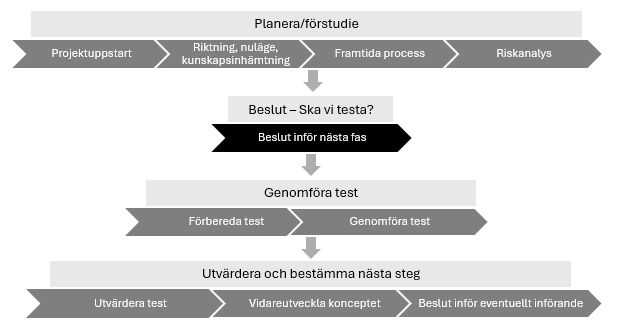 Planera/förstudie
Projektuppstart
Riktning, nuläge,
kunskapsinhämtning
Framtida process
Riskanalys
Beslut – Ska vi testa?
Beslut inför nästa fas
Genomföra test
Förbereda test
Genomföra test
Utvärdera och bestämma nästa steg
Utvärdera test
Vidareutveckla konceptet
Beslut inför eventuellt införande